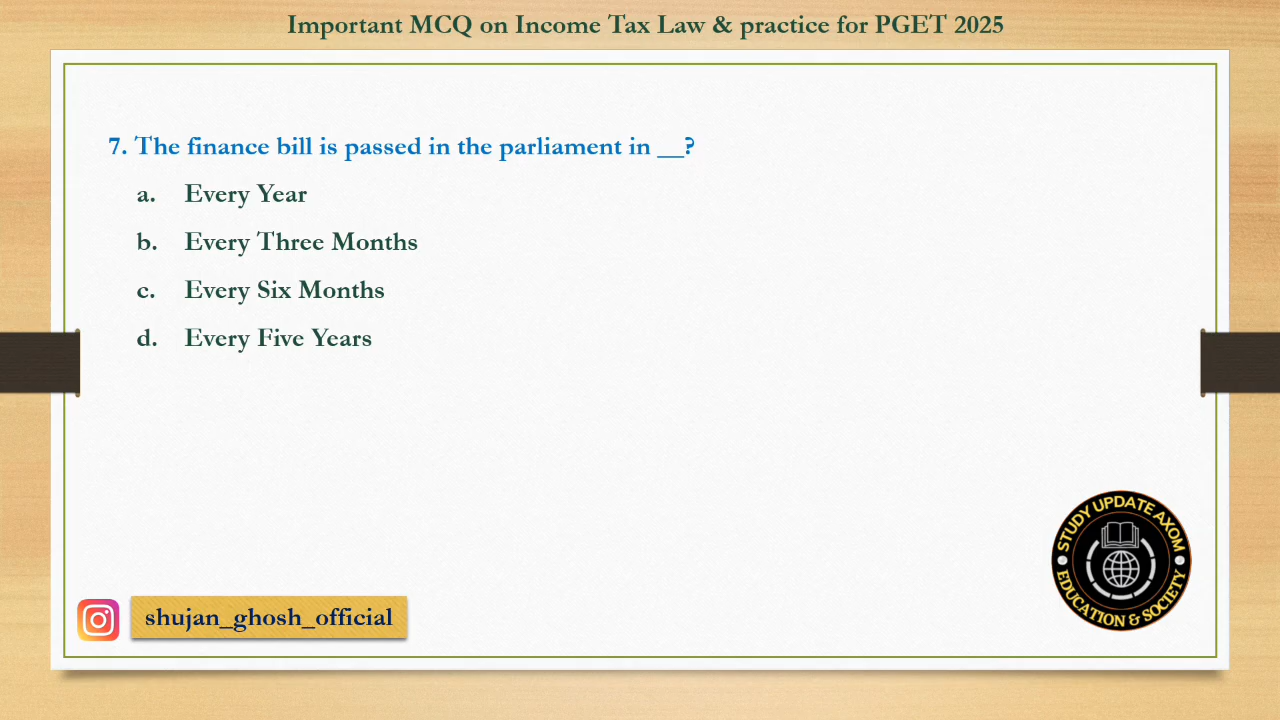 Important MCQ on Income Tax Law & practice for PGET 2025
7. The finance bill is passed in the parliament in __?
a. Every Year
b. Every Three Months
c. Every Six Months
d. Every Five Years
STUDY UPDATE AXOM
EDUCATION & SOCIETY
shujan_ghosh_official